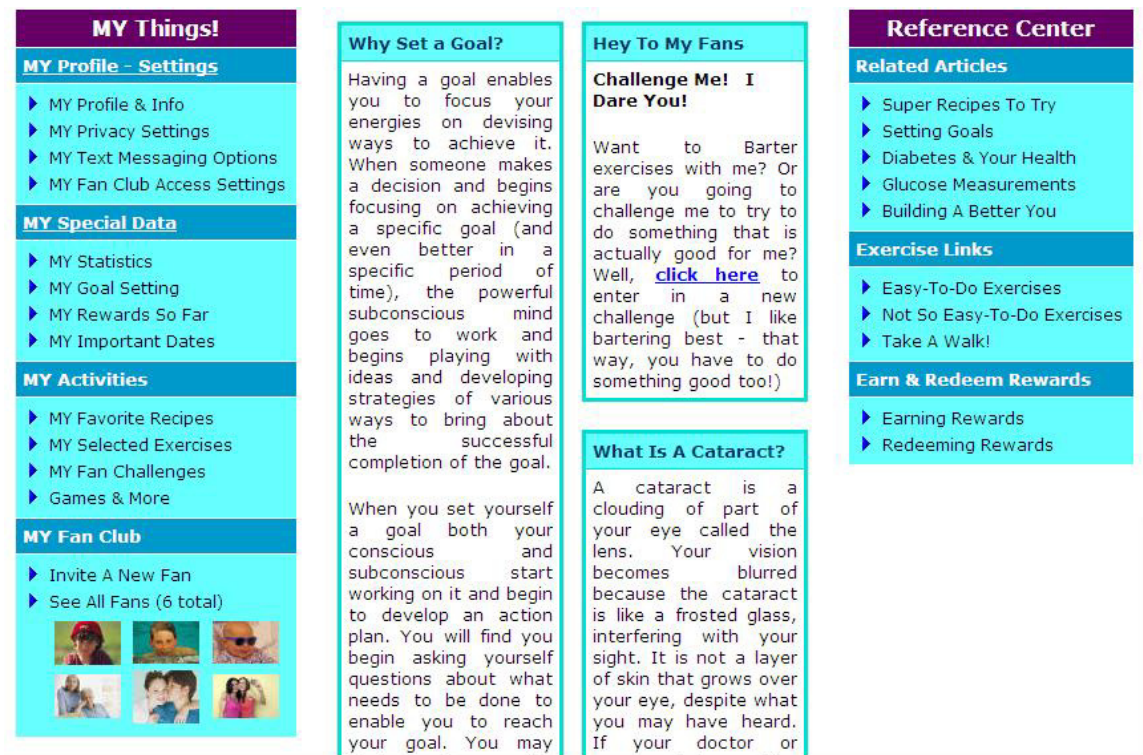 MY Things!
MY Profile - Settings
MY Profile & Info
MY Privacy Settings
MY Text Messaging Options
MY Fan Club Access Settings
MY Special Data
MY Statistics
MY Goal Setting
MY Rewards So Far
MY Important Dates
MY Activities
MY Favorite Recipes
MY Selected Exercises
MY Fan Challenges
Games & More
MY Fan Club
Invite A New Fan
See All Fans (6 total)
Why Set a Goal?
Having a goal enables
you to focus your
energies on devising
ways to achieve it.
When someone makes
a decision and begins
focusing on achieving
a specific goal (and
even better in a
specific period of
time), the powerful
subconscious mind
goes to work and
begins playing with
ideas and developing
strategies of various
ways to bring about
the successful
completion of the goal.
When you set yourself
a goal both your
conscious and
subconscious start
working on it and begin
to develop an action
plan. You will find you
begin asking yourself
questions about what
needs to be done to
enable you to reach
your goal. You may
Hey To My Fans
Challenge Me! I
Dare You!
Want to Barter
exercises with me? Or
are you going to
challenge me to try to
do something that is
actually good for me?
Well, click here to
enter in a new
challenge (but I like
bartering best - that
way, you have to do
something good too!)
What Is A Cataract?
A cataract is a
clouding of part of
your eye called the
lens. Your vision
becomes blurred
because the cataract
is like a frosted glass,
interfering with your
sight. It is not a layer
of skin that grows over
your eye, despite what
you may have heard.
If your doctor or
Reference Center
Related Articles
Super Recipes To Try
Setting Goals
Diabetes & Your Health
Glucose Measurements
Building A Better You
Exercise Links
Easy-To-Do Exercises
Not So Easy-To-Do Exercises
Take A Walk!
Earn & Redeem Rewards
Earning Rewards
Redeeming Rewards